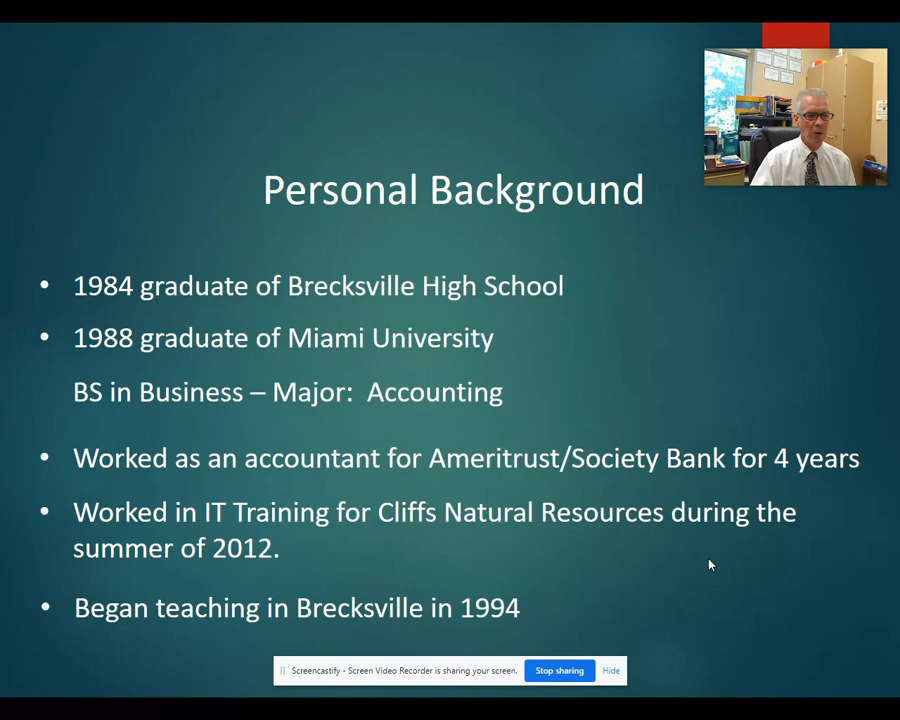 Personal Background
• 1984 graduate of Brecksville High School
• 1988 graduate of Miami University
BS in Business – Major:  Accounting
• Worked as an accountant for Ameritrust/Society Bank for 4 years
• Worked in IT Training for Cliffs Natural Resources during the
summer of 2012.
• Began teaching in Brecksville in 1994
Screencastify - Screen Video Recorder is sharing your screen. Stop sharing Hide